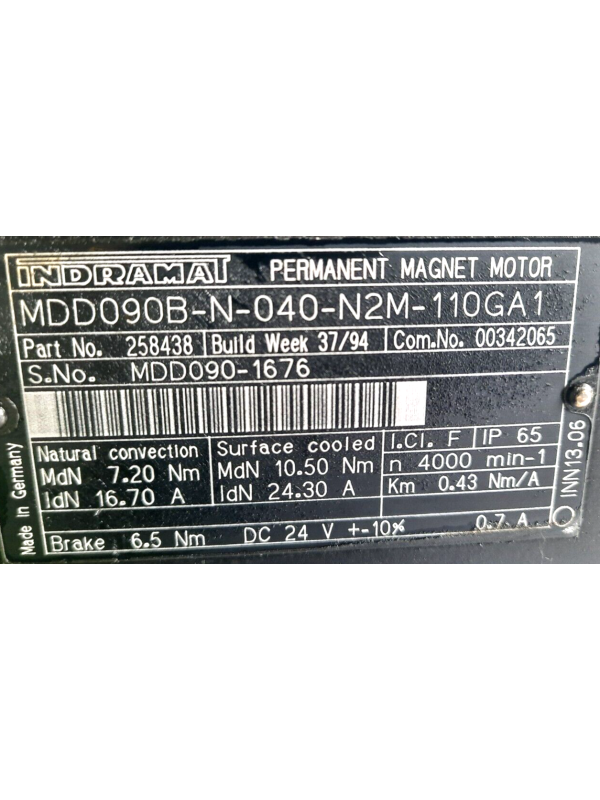 INDRAMAT PERMANENT MAGNET MOTOR
MDD090B-N-040-N2M-110GA1
Part No. 258438 Build Week 37/94 Com.No. 00342065
S.No. MDD090-1676
Natural convection Surface cooled I.Cl. F IP 65
MdN 7.20 Nm MdN 10.50 Nm n 4000 min-1
IdN 16.70 A IdN 24.30 A Km 0.43 Nm/A
Brake 6.5 Nm DC 24 V +-10% 0.7 A
Made in Germany
INN13.06